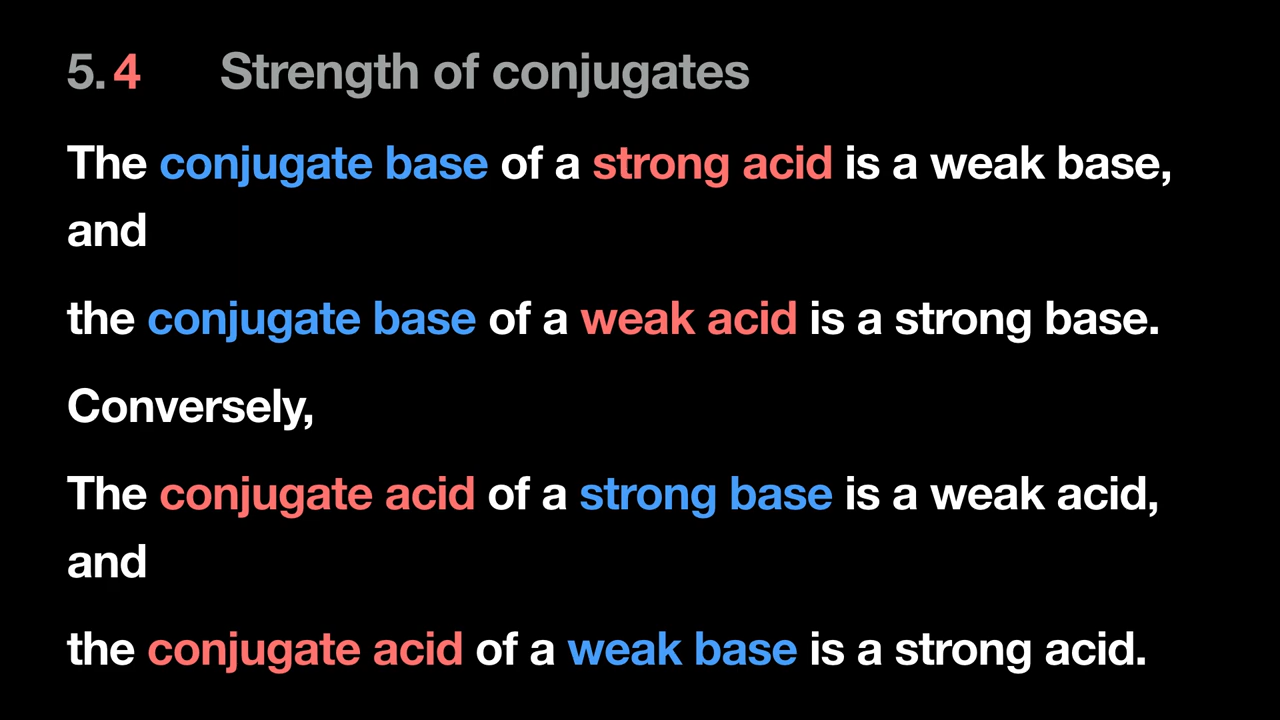 5.4 Strength of conjugates
The conjugate base of a strong acid is a weak base,
and
the conjugate base of a weak acid is a strong base.
Conversely,
The conjugate acid of a strong base is a weak acid,
and
the conjugate acid of a weak base is a strong acid.